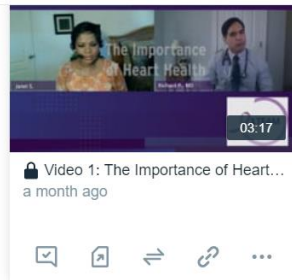 The Importance
of Heart Health
Janet S.
Richard R., MD
03:17
Video 1: The Importance of Heart...
a month ago